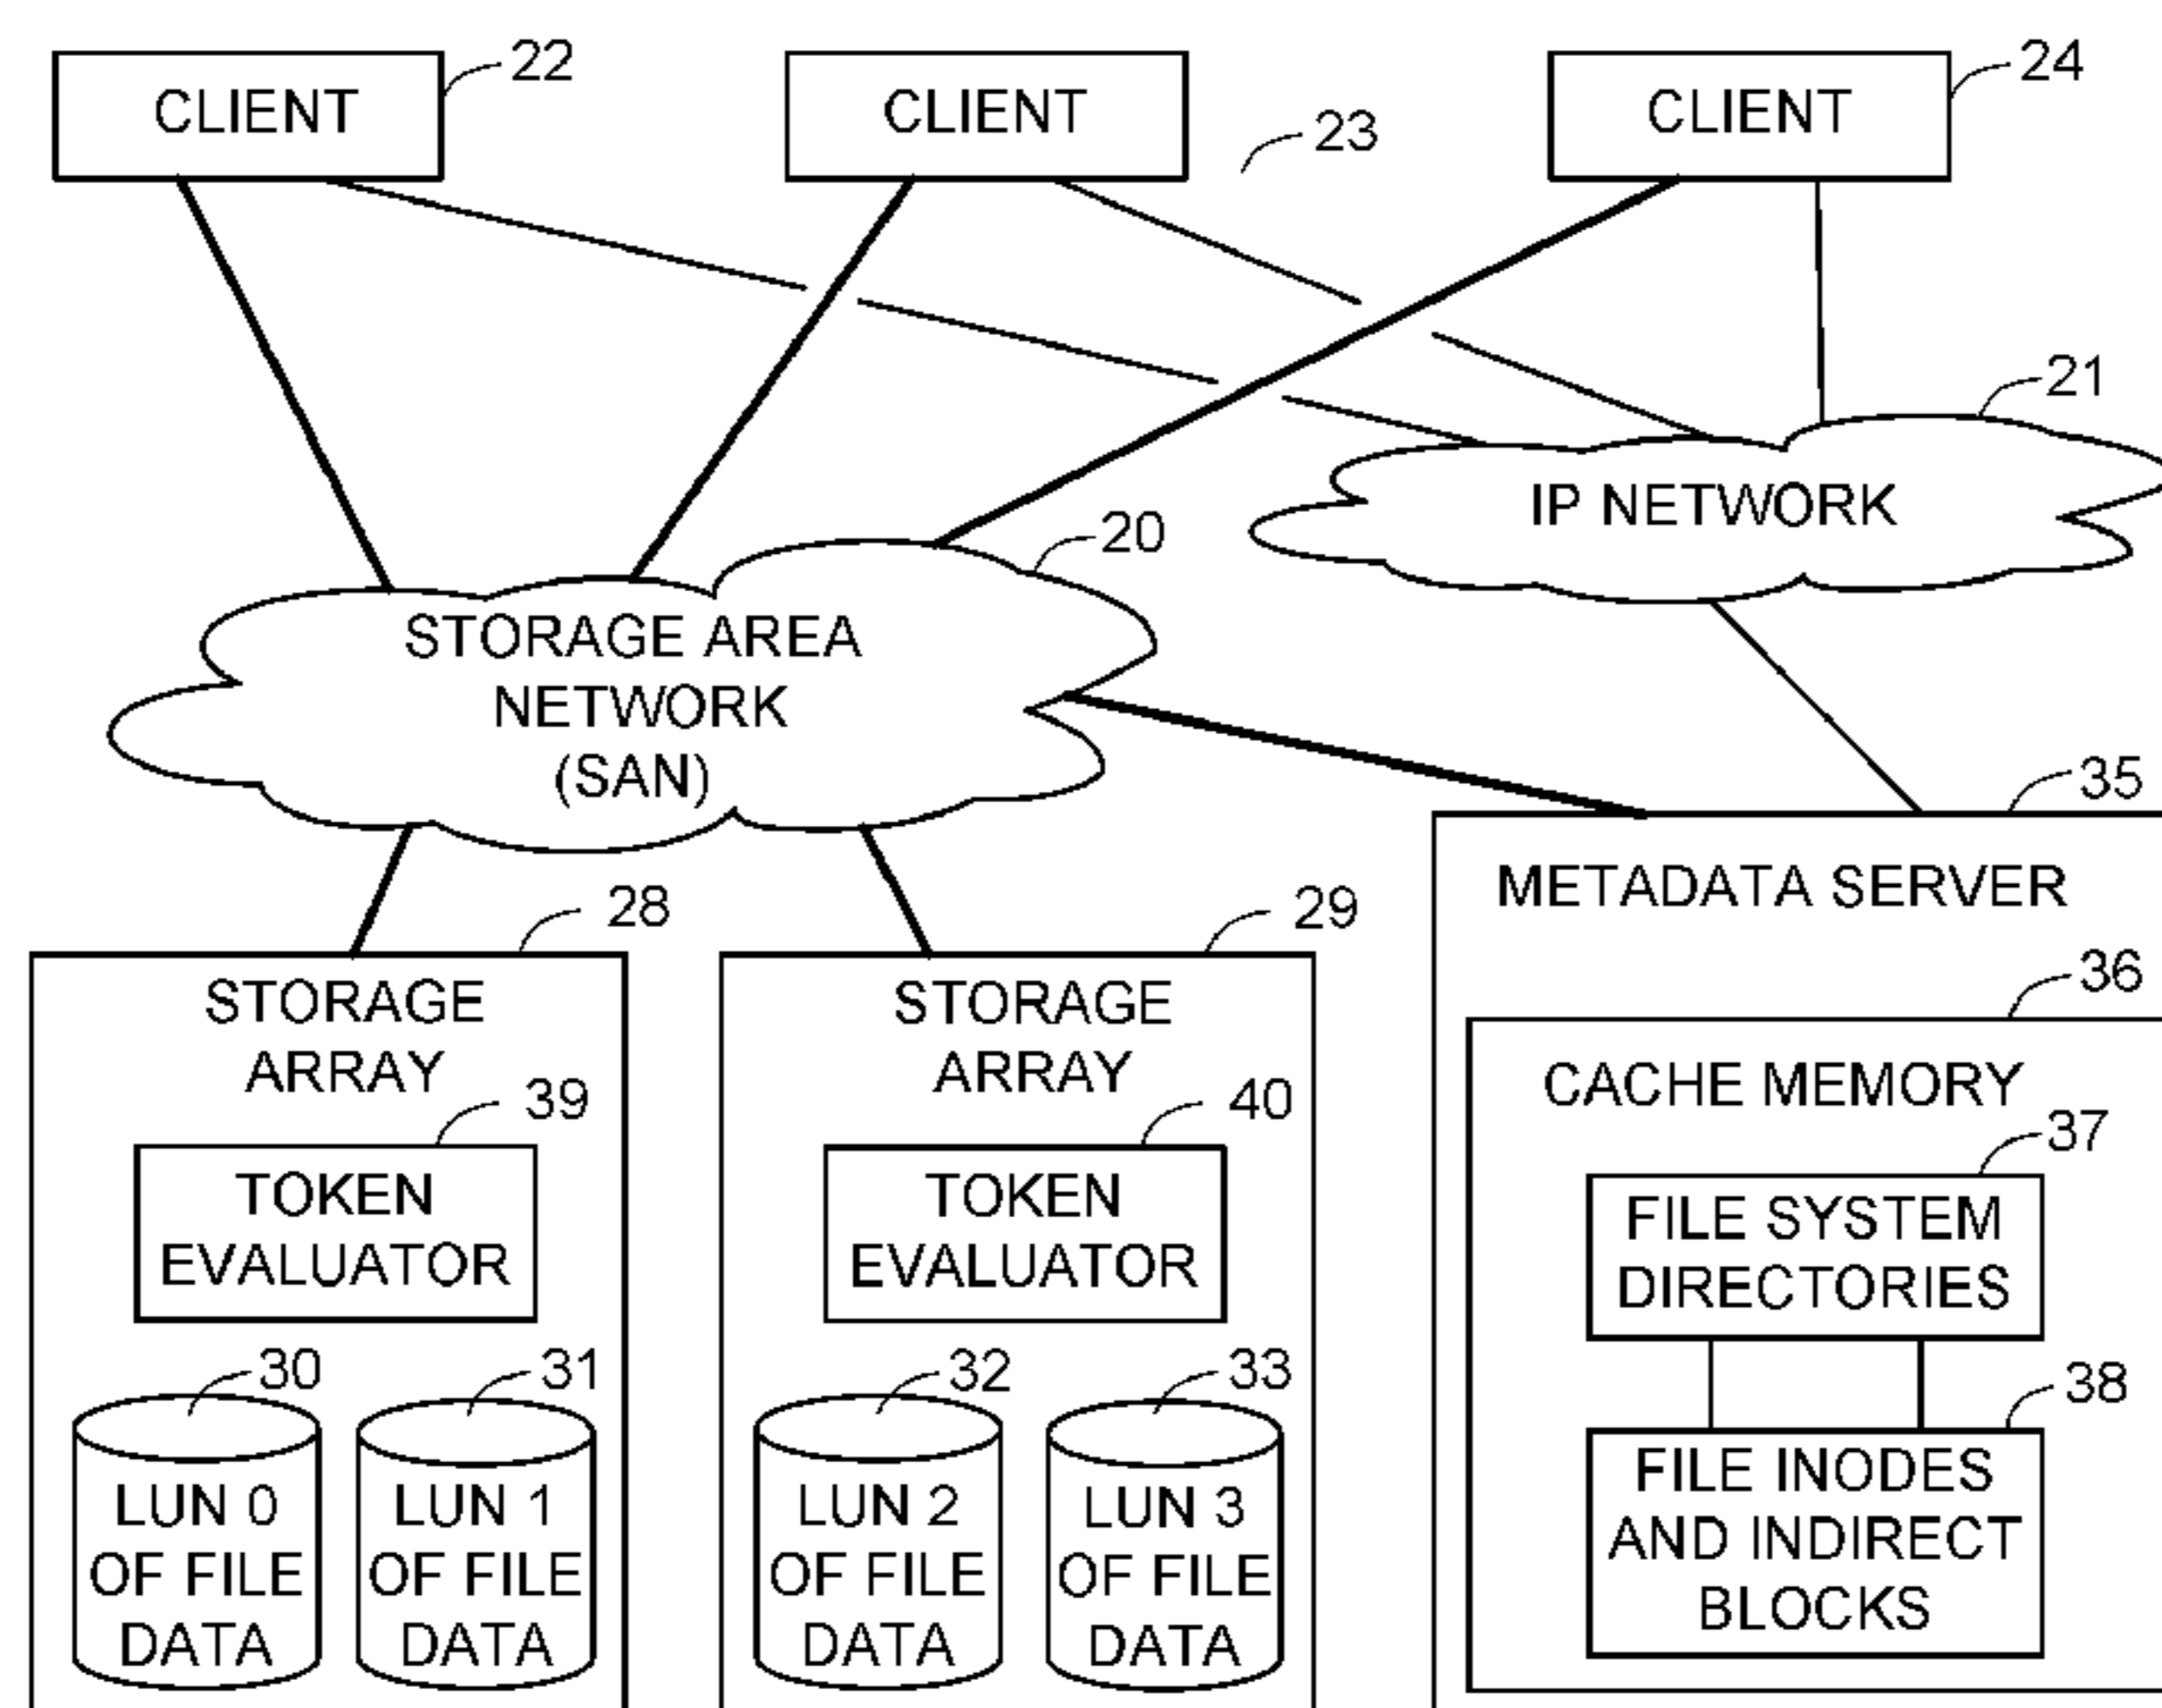 22
24
CLIENT
CLIENT
CLIENT
23
21
IP NETWORK
20
STORAGE AREA
NETWORK
(SAN)
35
METADATA SERVER
28
29
36
STORAGE
ARRAY
STORAGE
ARRAY
CACHE MEMORY
39
40
37
TOKEN
EVALUATOR
TOKEN
EVALUATOR
FILE SYSTEM
DIRECTORIES
30
31
32
33
38
LUN 0
OF FILE
DATA
LUN 1
OF FILE
DATA
LUN 2
OF FILE
DATA
LUN 3
OF FILE
DATA
FILE INODES
AND INDIRECT
BLOCKS